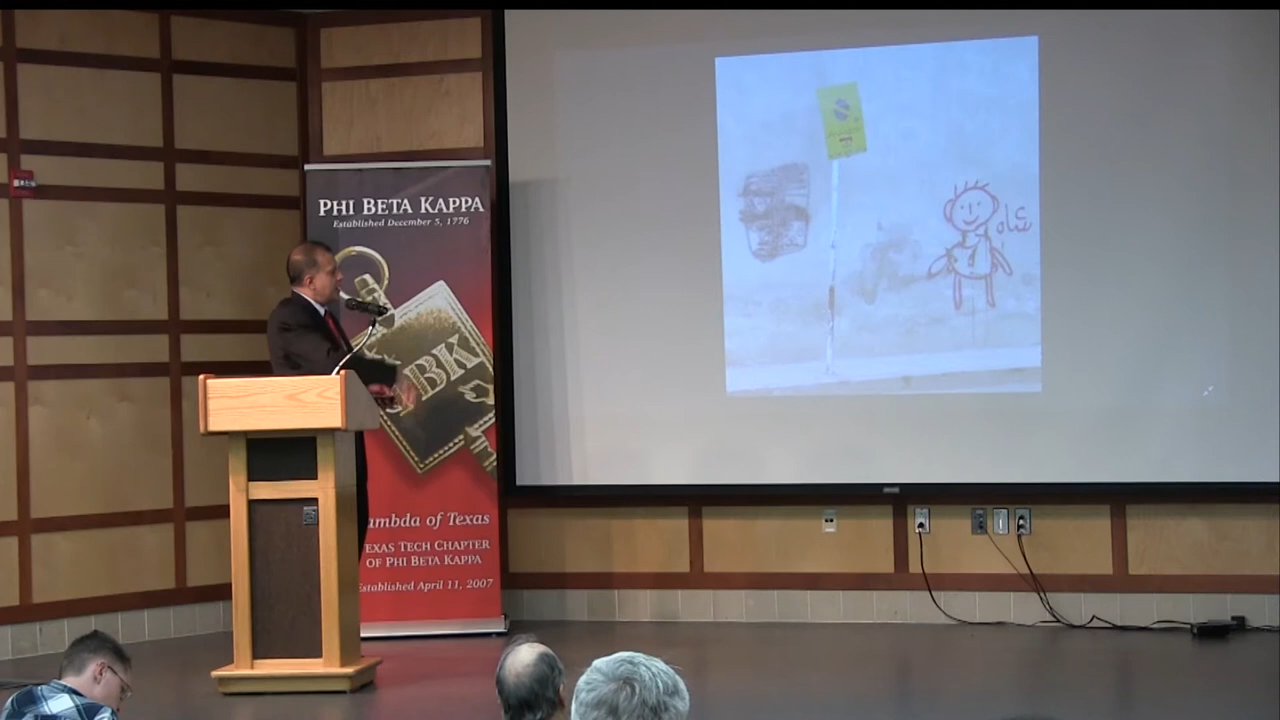 PHI BETA KAPPA
Established December 5, 1776
ΦBK
ambda of Texas
EXAS TECH CHAPTER
OF PHI BETA KAPPA
Established April 11, 2007